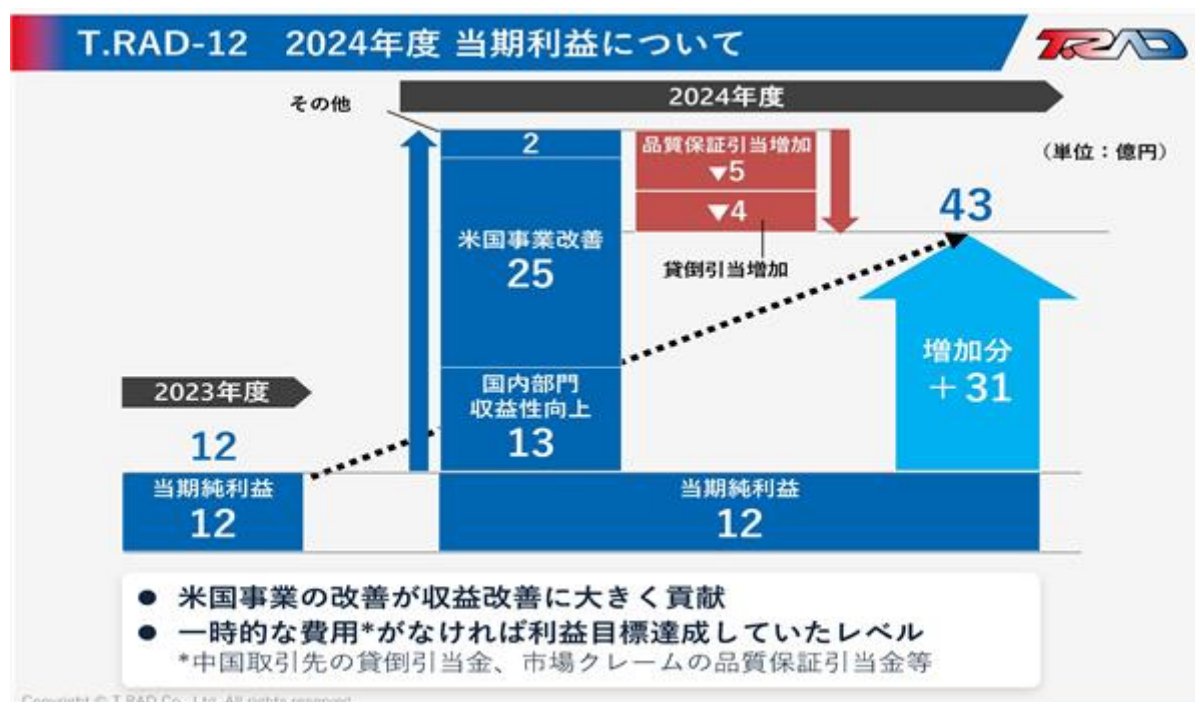 T.RAD-12 2024年度 当期利益について
T.RAD
その他
2024年度
(単位:億円)
2
品質保証引当増加
▼5
▼4
貸倒引当増加
43
米国事業改善
25
増加分
+31
2023年度
国内部門
収益性向上
13
12
当期純利益
12
当期純利益
12
● 米国事業の改善が収益改善に大きく貢献
● 一時的な費用*がなければ利益目標達成していたレベル
*中国取引先の貸倒引当金、市場クレームの品質保証引当金等
Copyright © T.RAD Co., Ltd. All rights reserved.